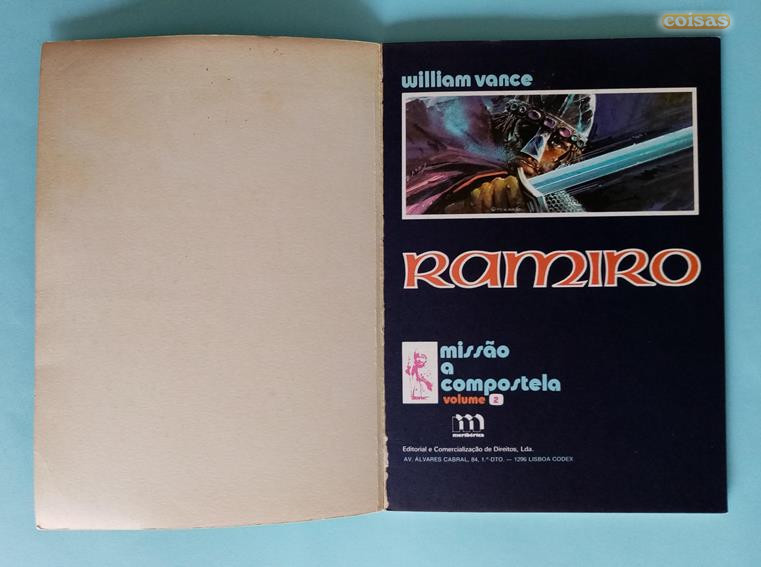 coisas
william vance
RAMIRO
missão
a
compostela
volume 2
m
meribérica
Editorial e Comercialização de Direitos, Lda.
AV. ÁLVARES CABRAL, 84, 1.º-DTO. — 1296 LISBOA CODEX